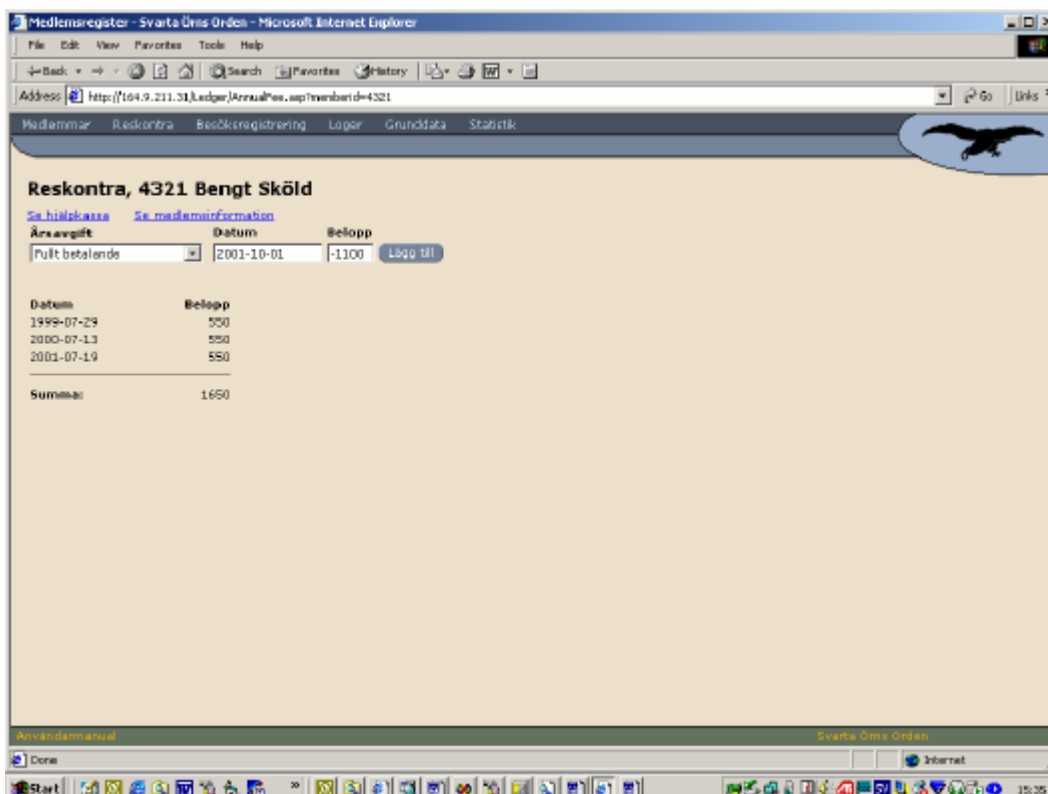 Medlemsregister - Svarta Örns Orden - Microsoft Internet Explorer
File Edit View Favorites Tools Help
Back Search Favorites History
Address http://164.9.211.31/Ledger/AnnualFee.asp?memberid=4321 Go Links
Medlemmar Reskontra Besöksregistrering Loger Grunddata Statistik
Reskontra, 4321 Bengt Sköld
Se hjälpkassa Se medlemsinformation
Årsavgift Datum Belopp
Fullt betalande 2001-10-01 -1100 Lägg till
Datum Belopp
1999-07-29 550
2000-07-13 550
2001-07-19 550
Summa: 1650
Användarmanual Svarta Örns Orden
Done Internet
Start 15:35